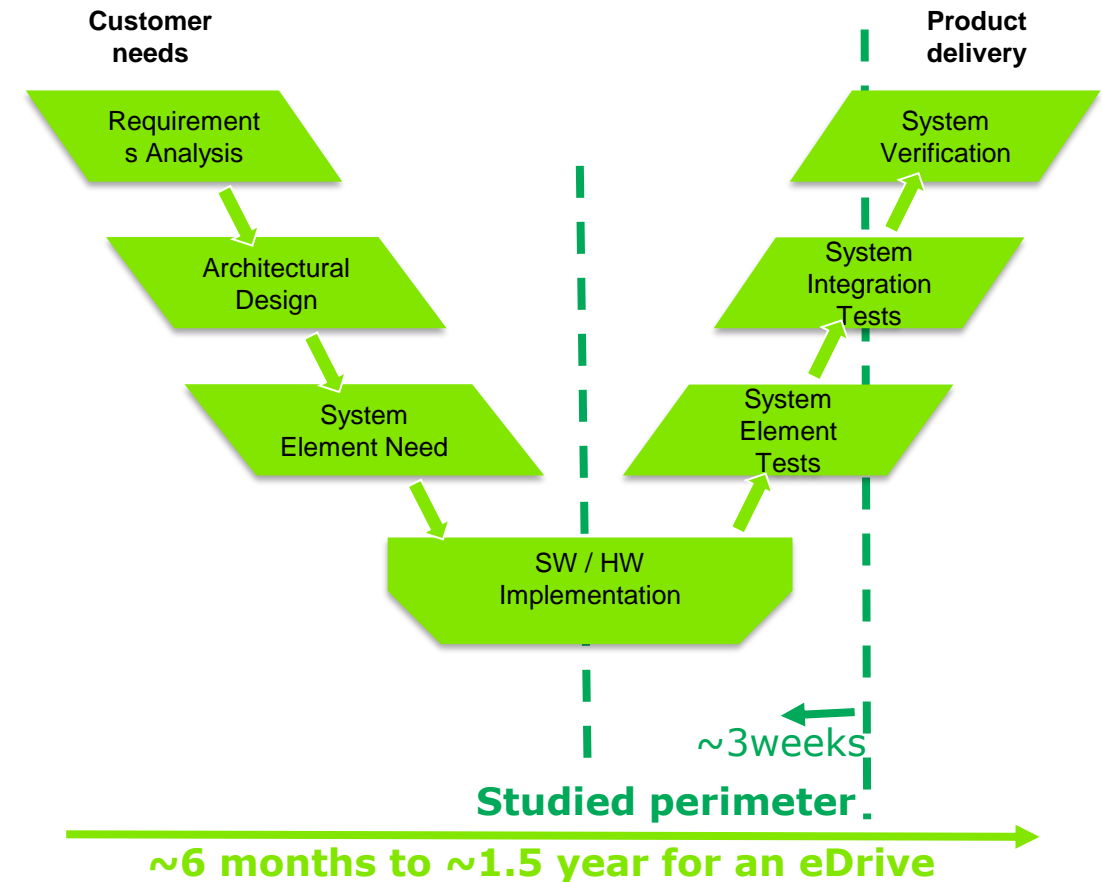 Customer
needs
Product
delivery
Requirement
s Analysis
System
Verification
Architectural
Design
System
Integration
Tests
System
Element Need
System
Element
Tests
SW / HW
Implementation
~3weeks
Studied perimeter
~6 months to ~1.5 year for an eDrive